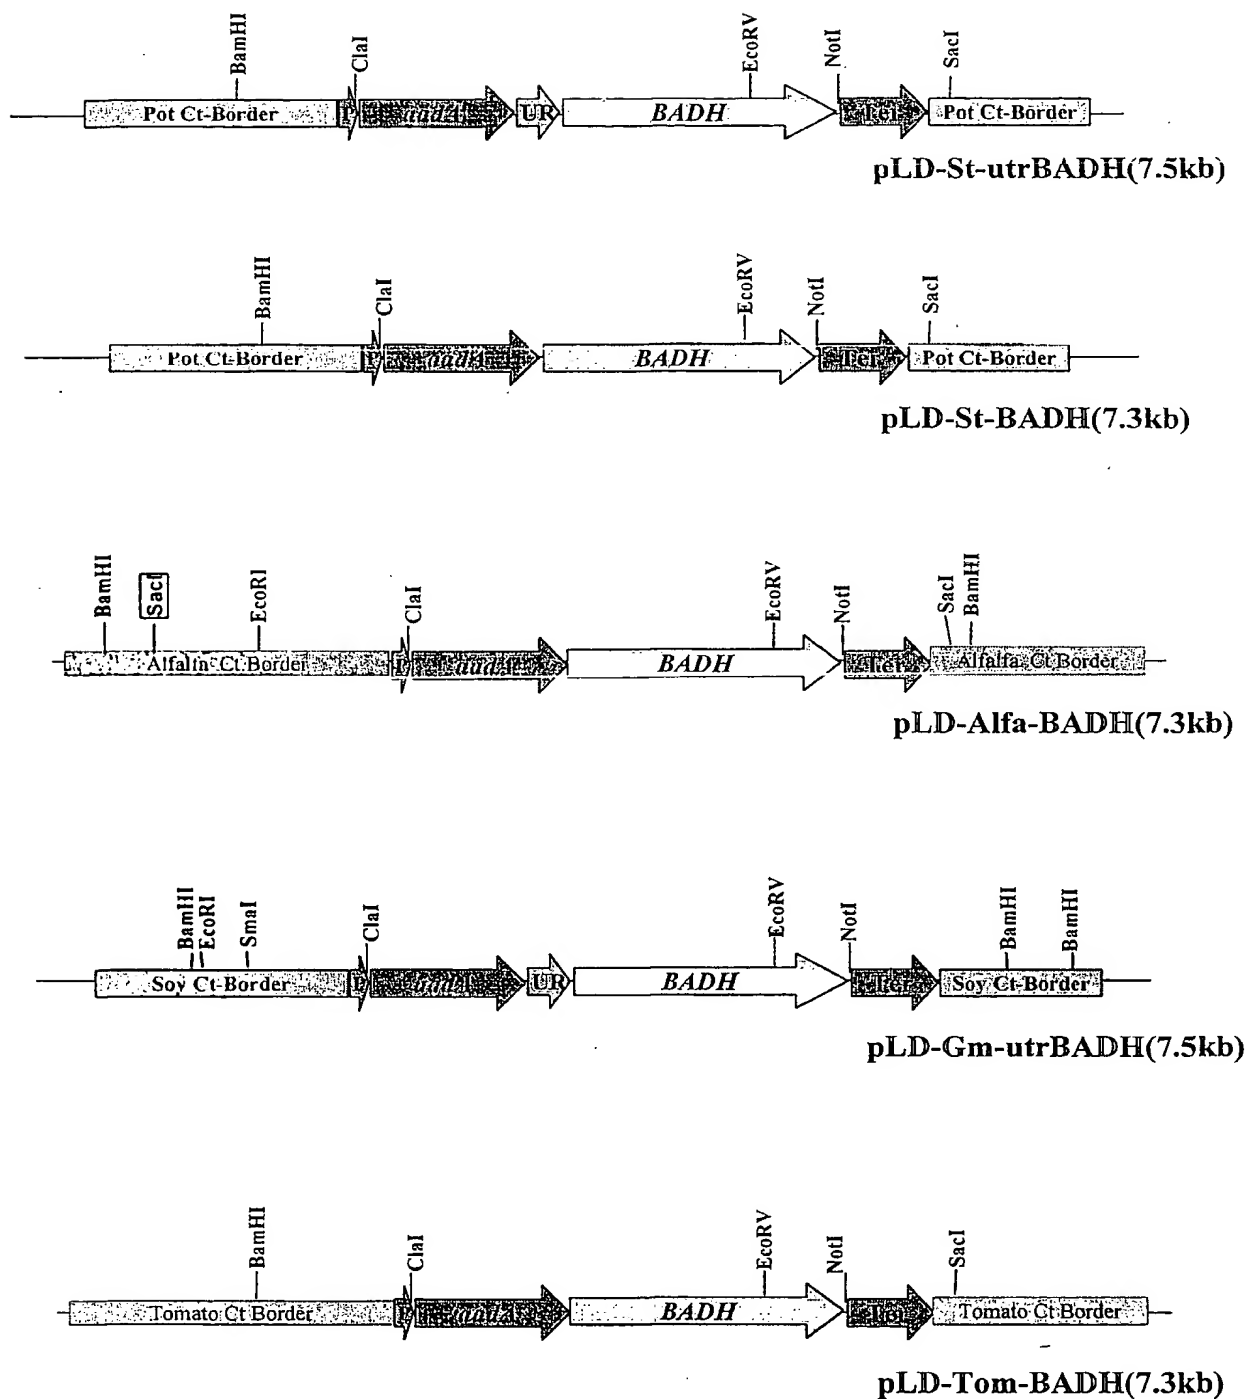 BamHI ClaI EcoRV NotI SacI
Pot Ct-Border P aadA UR BADH Ter Pot Ct-Border
pLD-St-utrBADH(7.5kb)
BamHI ClaI EcoRV NotI SacI
Pot Ct-Border P aadA BADH Ter Pot Ct-Border
pLD-St-BADH(7.3kb)
BamHI SacI EcoRI ClaI EcoRV NotI SacI BamHI
Ct Border P aadA BADH Ter Alfalfa Ct Border
pLD-Alfa-BADH(7.3kb)
BamHI EcoRI SmaI ClaI EcoRV NotI BamHI BamHI
Soy Ct-Border P aadA UR BADH Ter Soy Ct-Border
pLD-Gm-utrBADH(7.5kb)
BamHI ClaI EcoRV NotI SacI
Tomato Ct Border P aadA BADH Ter Tomato Ct Border
pLD-Tom-BADH(7.3kb)